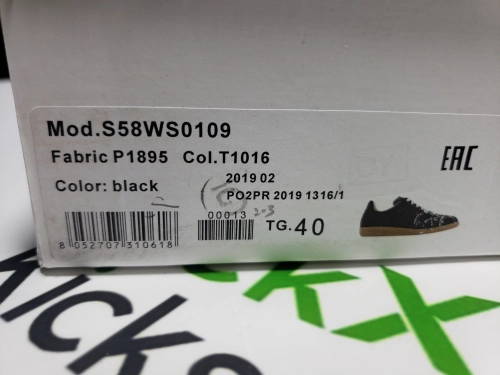 Mod.S58WS0109
Fabric P1895 Col.T1016
2019 02
Color: black
PO2PR 2019 1316/1
00013
TG. 40
8 052707 310618
EAC
KICKS